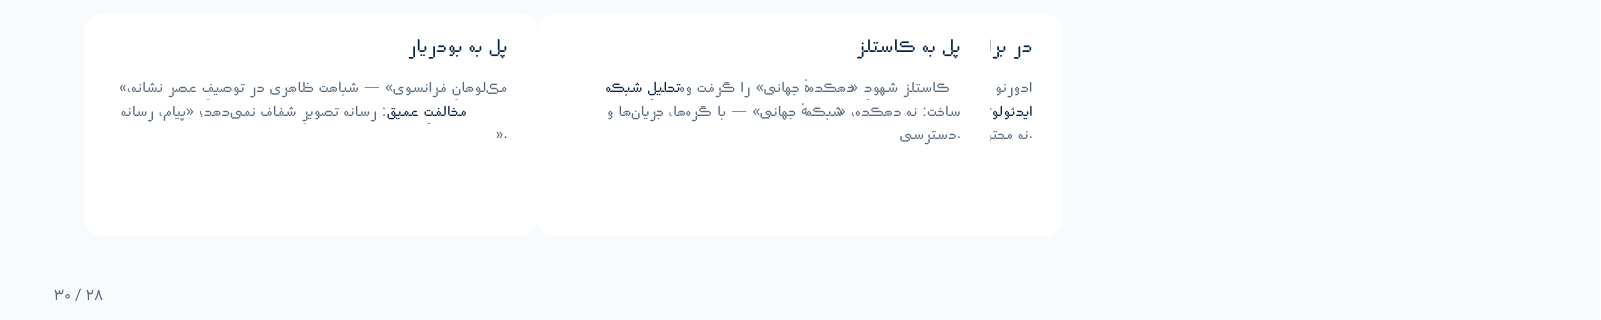 در بر
ادورنو
ایدئولو
نه محتر.
پل به کاستلز
کاستلز شهودِ «دهکدهٔ جهانی» را گرفت و تحلیلِ شبکه
ساخت: نه دهکده، «شبکهٔ جهانی» — با گره‌ها، جریان‌ها و
دسترسی.
پل به بودریار
«مک‌لوهانِ فرانسوی» — شباهت ظاهری در توصیفِ عصر نشانه،
مخالفتِ عمیق: رسانه تصویرِ شفاف نمی‌دهد؛ «پیام، رسانه
».
۲۸ / ۳۰